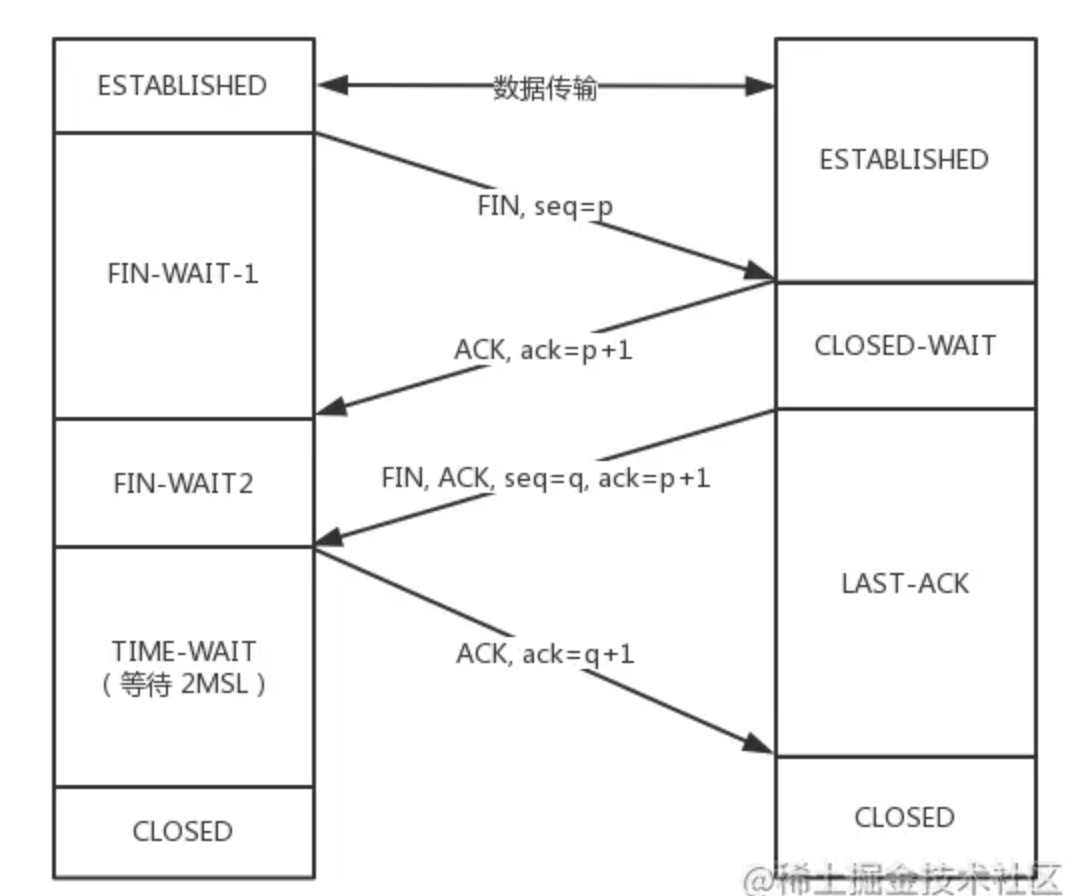 ESTABLISHED
数据传输
ESTABLISHED
FIN, seq=p
FIN-WAIT-1
ACK, ack=p+1
CLOSED-WAIT
FIN-WAIT2
FIN, ACK, seq=q, ack=p+1
LAST-ACK
TIME-WAIT
( 等待 2MSL )
ACK, ack=q+1
CLOSED
CLOSED
@稀土掘金技术社区